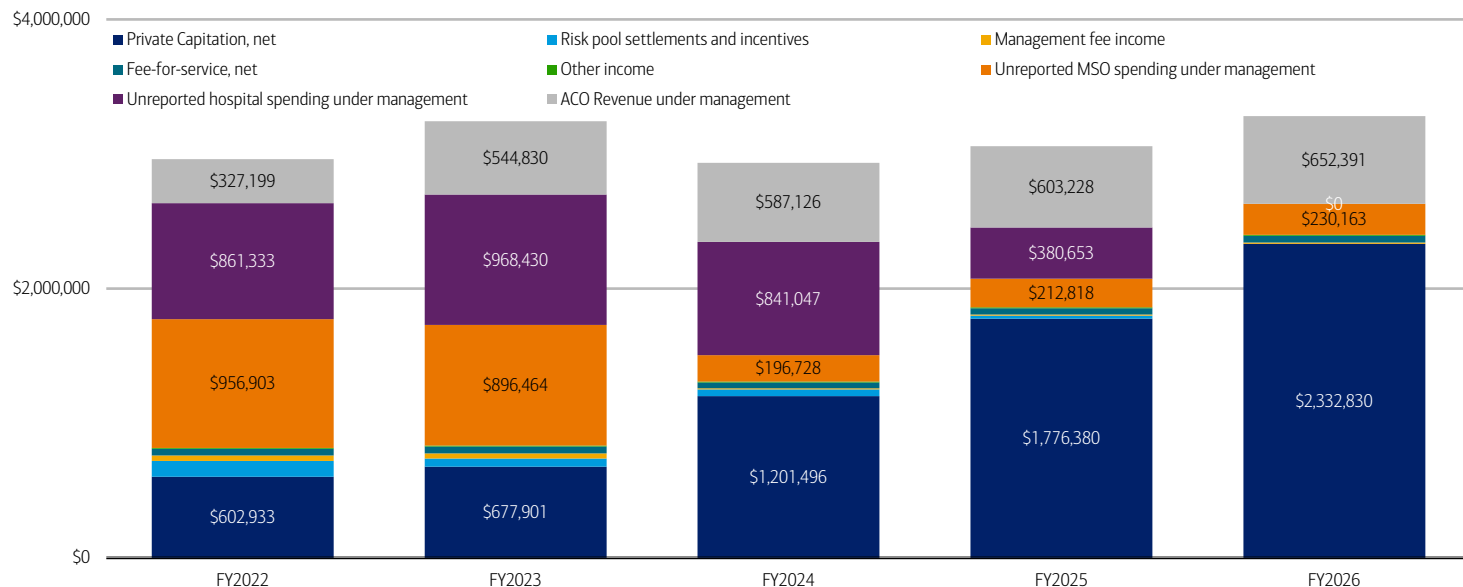 $4,000,000
Private Capitation, net
Risk pool settlements and incentives
Management fee income
Fee-for-service, net
Other income
Unreported MSO spending under management
Unreported hospital spending under management
ACO Revenue under management
$327,199
$544,830
$587,126
$603,228
$652,391
$0
$861,333
$968,430
$841,047
$380,653
$230,163
$2,000,000
$956,903
$896,464
$196,728
$212,818
$602,933
$677,901
$1,201,496
$1,776,380
$2,332,830
$0
FY2022
FY2023
FY2024
FY2025
FY2026